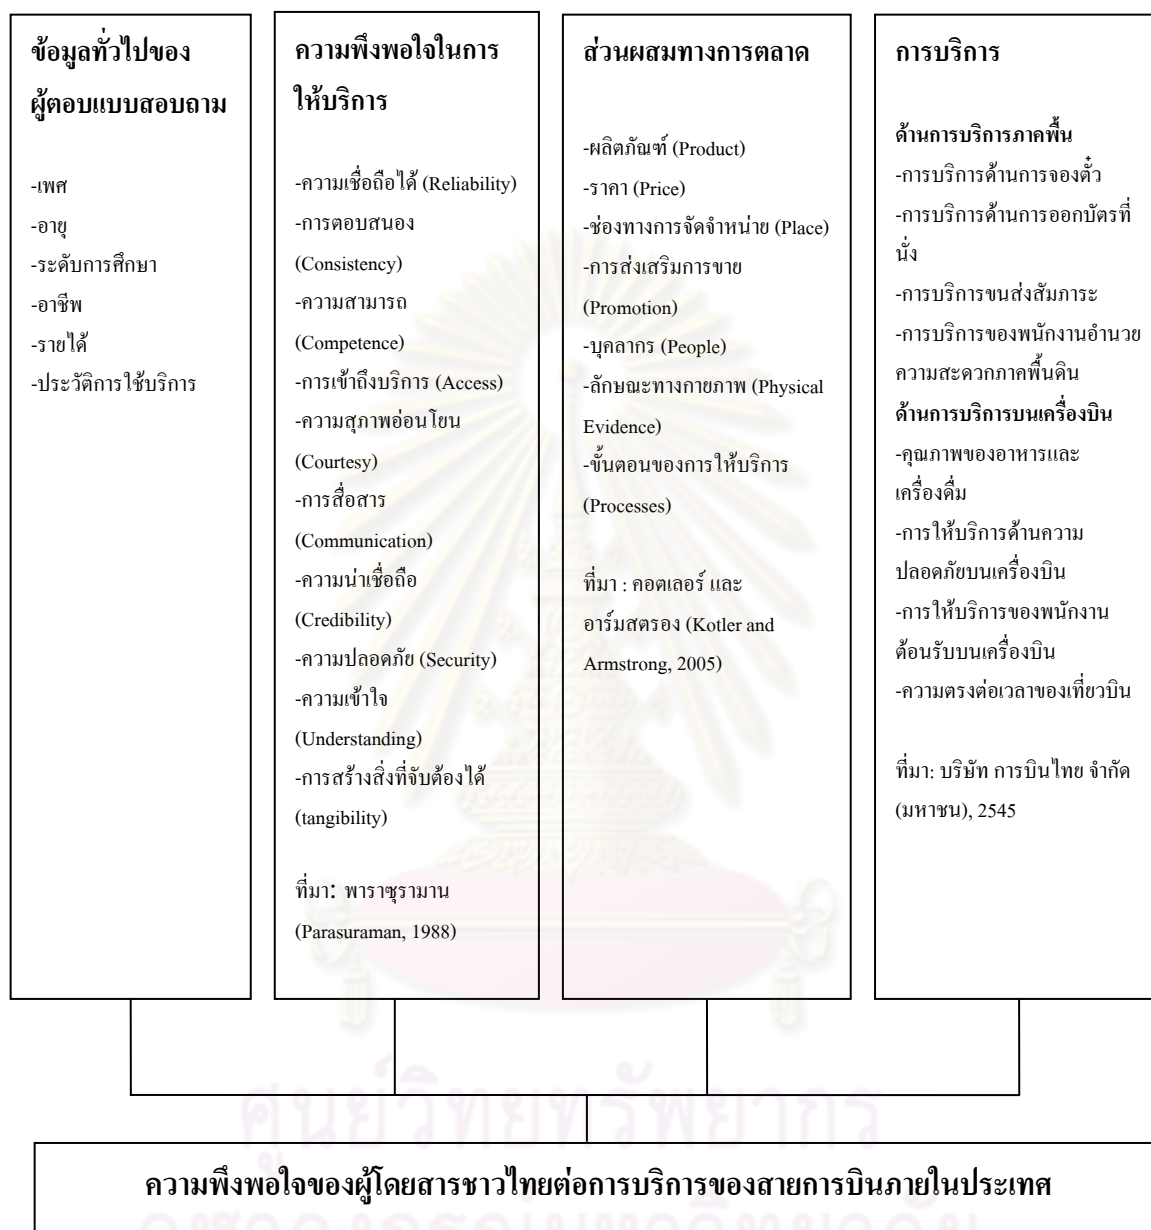 ข้อมูลทั่วไปของ
ผู้ตอบแบบสอบถาม
-เพศ
-อายุ
-ระดับการศึกษา
-อาชีพ
-รายได้
-ประวัติการใช้บริการ
ความพึงพอใจในการ
ให้บริการ
-ความเชื่อถือได้ (Reliability)
-การตอบสนอง
(Consistency)
-ความสามารถ
(Competence)
-การเข้าถึงบริการ (Access)
-ความสุภาพอ่อนโยน
(Courtesy)
-การสื่อสาร
(Communication)
-ความน่าเชื่อถือ
(Credibility)
-ความปลอดภัย (Security)
-ความเข้าใจ
(Understanding)
-การสร้างสิ่งที่จับต้องได้
(tangibility)
ที่มา: พาราซุรามาน
(Parasuraman, 1988)
ส่วนผสมทางการตลาด
-ผลิตภัณฑ์ (Product)
-ราคา (Price)
-ช่องทางการจัดจำหน่าย (Place)
-การส่งเสริมการขาย
(Promotion)
-บุคลากร (People)
-ลักษณะทางกายภาพ (Physical
Evidence)
-ขั้นตอนของการให้บริการ
(Processes)
ที่มา : คอตเลอร์ และ
อาร์มสตรอง (Kotler and
Armstrong, 2005)
การบริการ
ด้านการบริการภาคพื้น
-การบริการด้านการจองตั๋ว
-การบริการด้านการออกบัตรที่
นั่ง
-การบริการขนส่งสัมภาระ
-การบริการของพนักงานอำนวย
ความสะดวกภาคพื้นดิน
ด้านการบริการบนเครื่องบิน
-คุณภาพของอาหารและ
เครื่องดื่ม
-การให้บริการด้านความ
ปลอดภัยบนเครื่องบิน
-การให้บริการของพนักงาน
ต้อนรับบนเครื่องบิน
-ความตรงต่อเวลาของเที่ยวบิน
ที่มา: บริษัท การบินไทย จำกัด
(มหาชน), 2545
ศูนย์วิทยทรัพยากร
ความพึงพอใจของผู้โดยสารชาวไทยต่อการบริการของสายการบินภายในประเทศ
จุฬาลงกรณ์มหาวิทยาลัย